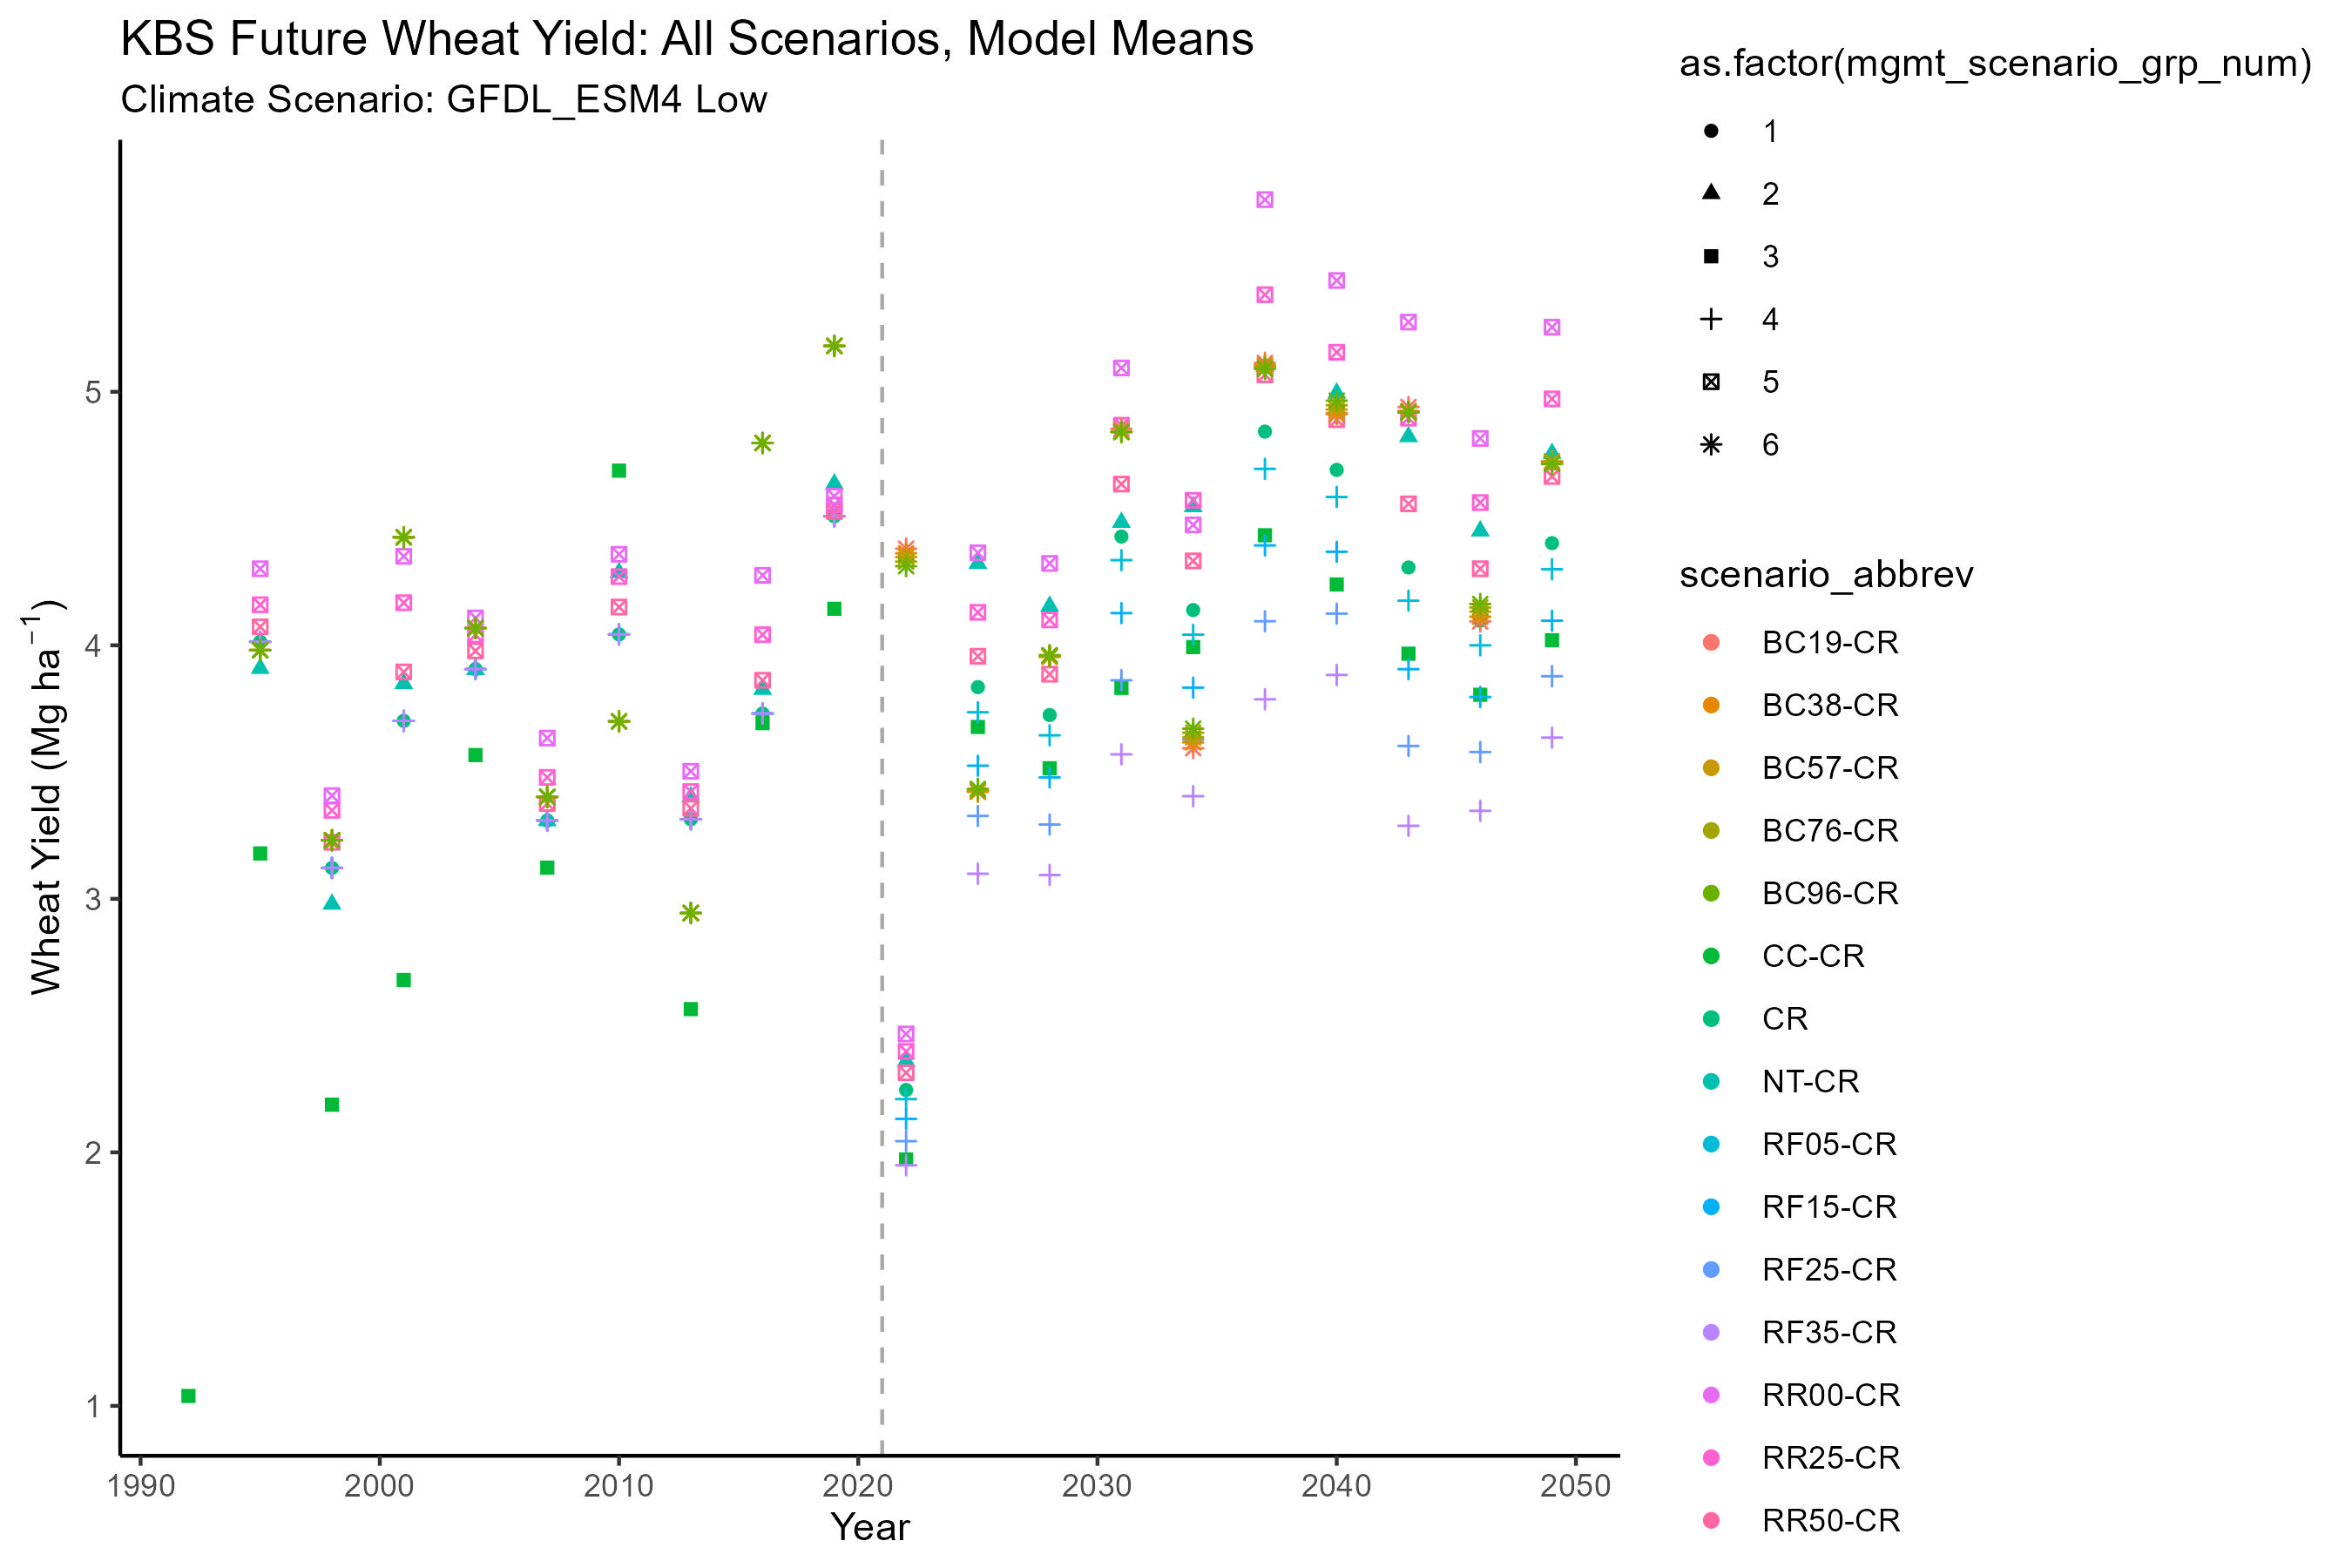 KBS Future Wheat Yield: All Scenarios, Model Means
Climate Scenario: GFDL_ESM4 Low
Wheat Yield (Mg ha⁻¹)
5
4
3
2
1
1990
2000
2010
2020
2030
2040
2050
Year
as.factor(mgmt_scenario_grp_num)
1
2
3
4
5
6
scenario_abbrev
BC19-CR
BC38-CR
BC57-CR
BC76-CR
BC96-CR
CC-CR
CR
NT-CR
RF05-CR
RF15-CR
RF25-CR
RF35-CR
RR00-CR
RR25-CR
RR50-CR